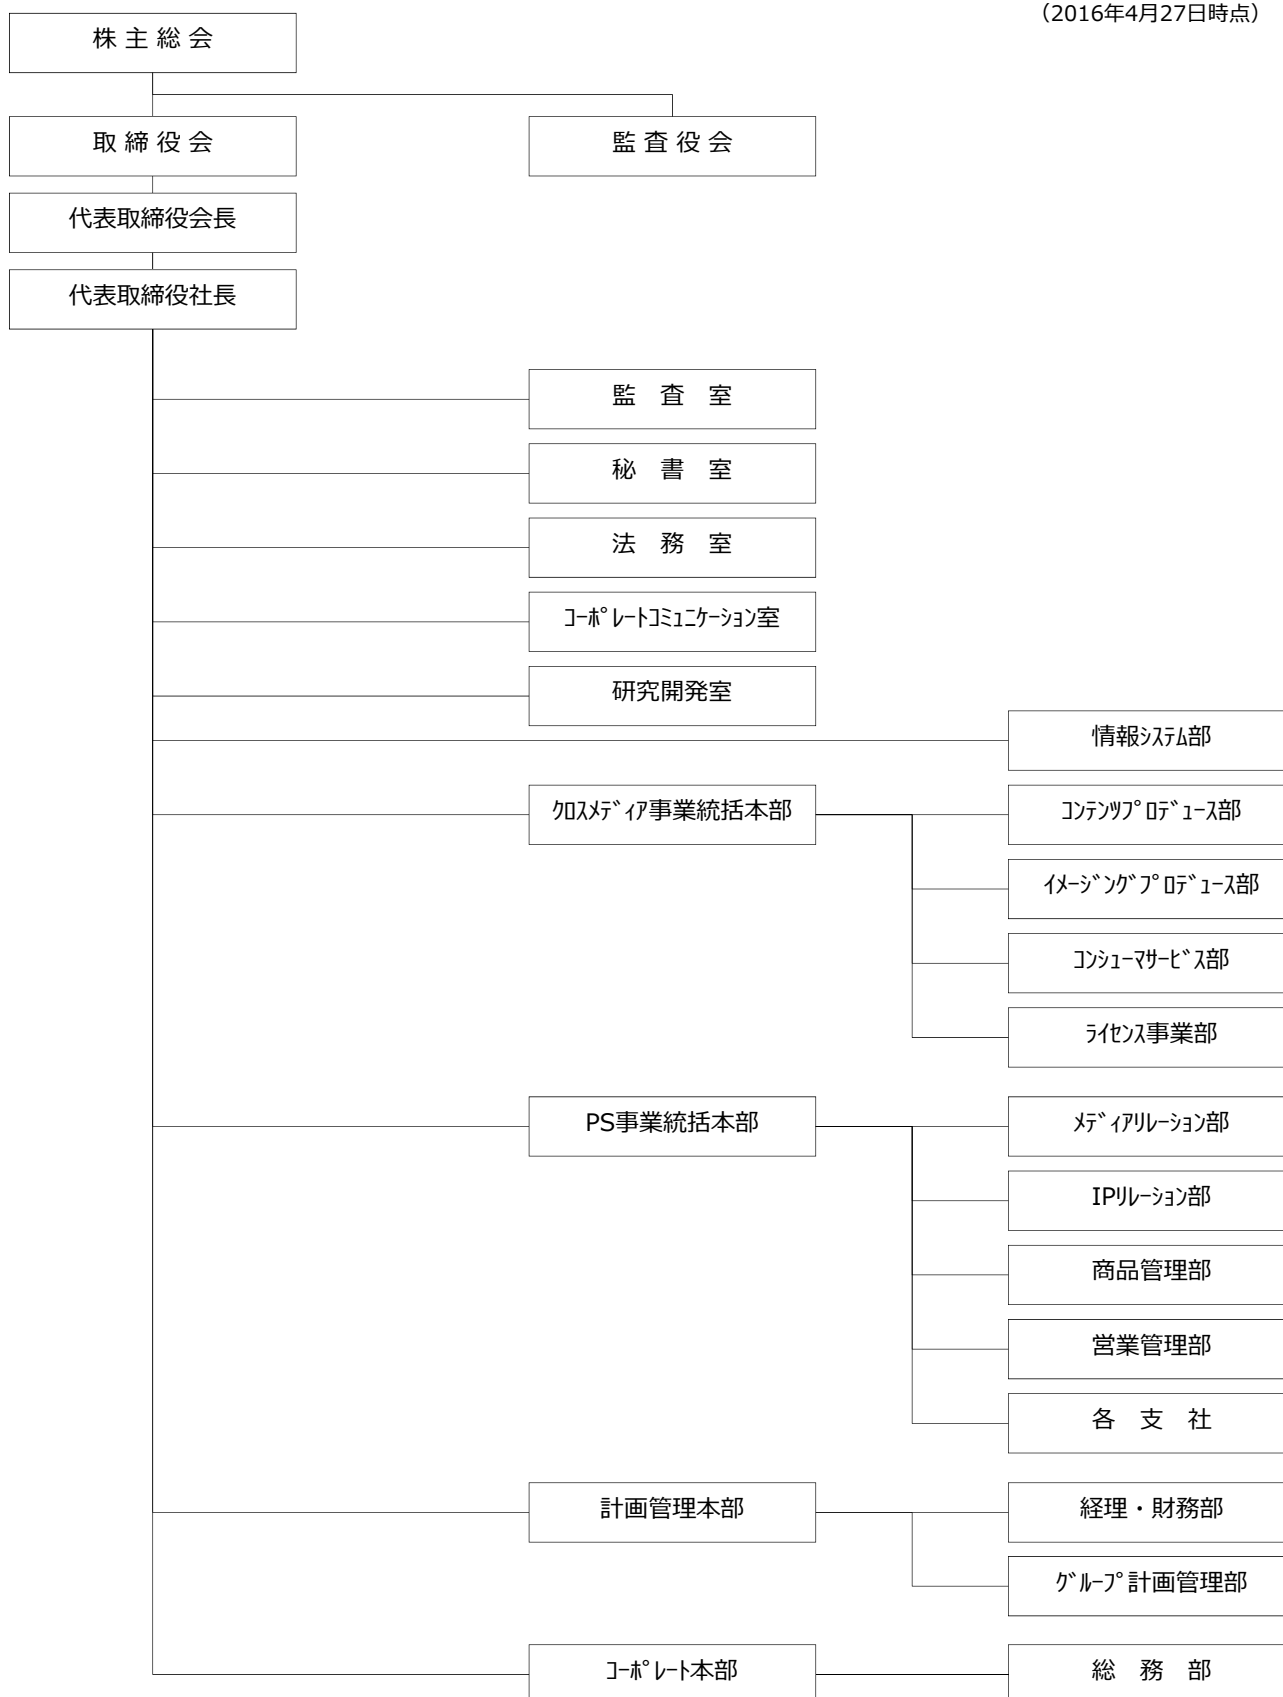 （2016年4月27日時点）
株 主 総 会
取 締 役 会
監 査 役 会
代表取締役会長
代表取締役社長
監　査　室
秘　書　室
法　務　室
ｺｰﾎﾟﾚｰﾄｺﾐｭﾆｹｰｼｮﾝ室
研究開発室
情報ｼｽﾃﾑ部
ｸﾛｽﾒﾃﾞｨｱ事業統括本部
ｺﾝﾃﾝﾂﾌﾟﾛﾃﾞｭｰｽ部
ｲﾒｰｼﾞﾝｸﾞﾌﾟﾛﾃﾞｭｰｽ部
ｺﾝｼｭｰﾏｻｰﾋﾞｽ部
ﾗｲｾﾝｽ事業部
PS事業統括本部
ﾒﾃﾞｨｱﾘﾚｰｼｮﾝ部
IPﾘﾚｰｼｮﾝ部
商品管理部
営業管理部
各　支　社
計画管理本部
経理・財務部
ｸﾞﾙｰﾌﾟ計画管理部
ｺｰﾎﾟﾚｰﾄ本部
総　務　部